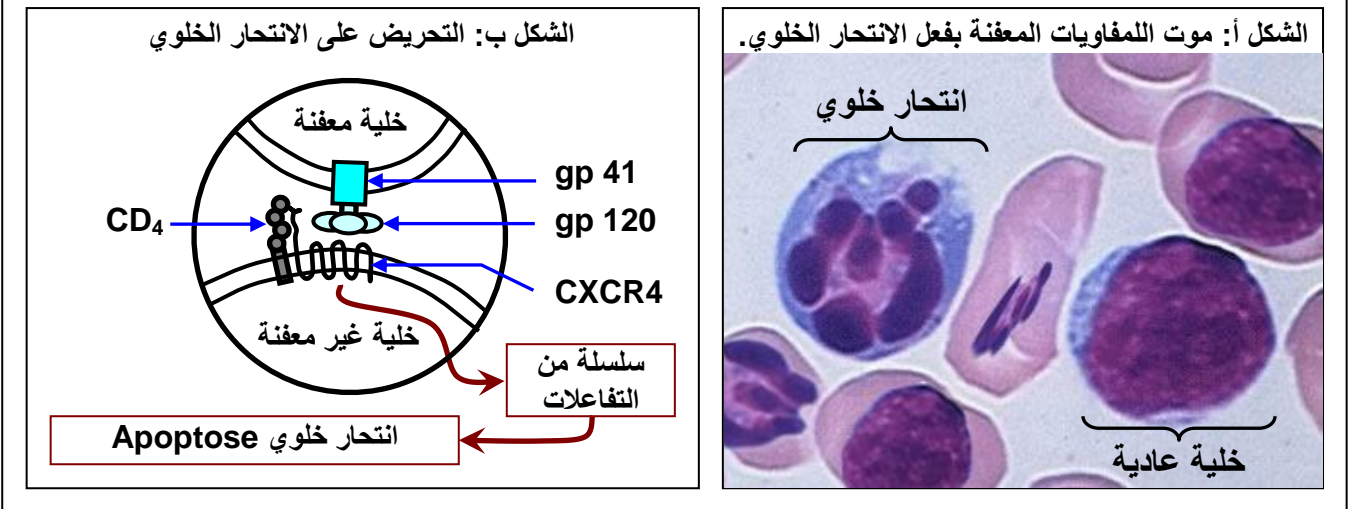 الشكل أ: موت اللمفاويات المعفنة بفعل الانتحار الخلوي.
انتحار خلوي
خلية عادية
الشكل ب: التحريض على الانتحار الخلوي
خلية معفنة
gp 41
gp 120
CD₄
CXCR4
خلية غير معفنة
سلسلة من
التفاعلات
انتحار خلوي Apoptose